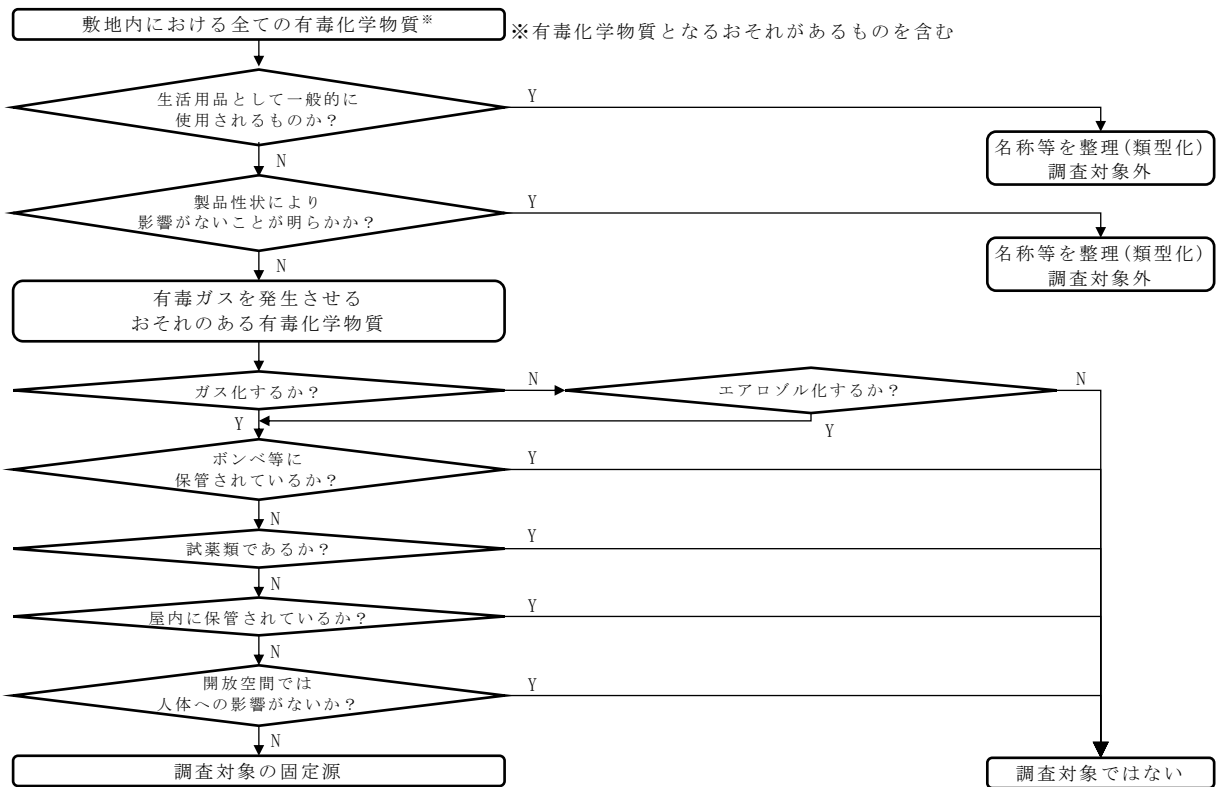 敷地内における全ての有毒化学物質※
※有毒化学物質となるおそれがあるものを含む
生活用品として一般的に
使用されるものか？
Y
名称等を整理(類型化)
調査対象外
N
製品性状により
影響がないことが明らかか？
Y
名称等を整理(類型化)
調査対象外
N
有毒ガスを発生させる
おそれのある有毒化学物質
ガス化するか？
N
エアロゾル化するか？
N
Y
Y
ボンベ等に
保管されているか？
Y
N
試薬類であるか？
Y
N
屋内に保管されているか？
Y
N
開放空間では
人体への影響がないか？
Y
N
調査対象の固定源
調査対象ではない